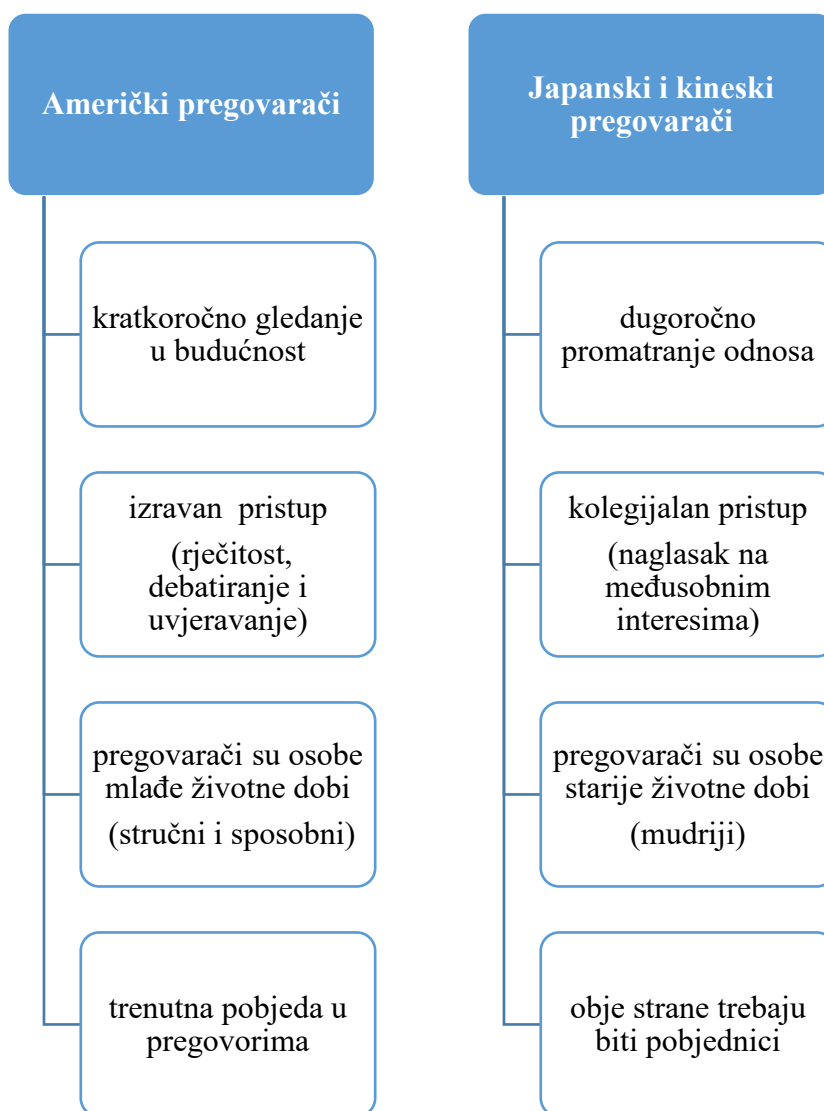 Američki pregovarači
kratkoročno gledanje
u budućnost
izravan  pristup
(rječitost,
debatiranje i
uvjeravanje)
pregovarači su osobe
mlađe životne dobi
(stručni i sposobni)
trenutna pobjeda u
pregovorima
Japanski i kineski
pregovarači
dugoročno
promatranje odnosa
kolegijalan pristup
(naglasak na
međusobnim
interesima)
pregovarači su osobe
starije životne dobi
(mudriji)
obje strane trebaju
biti pobjednici